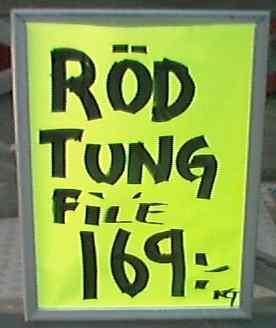 RÖD
TUNG
FILÉ
169:-
KG